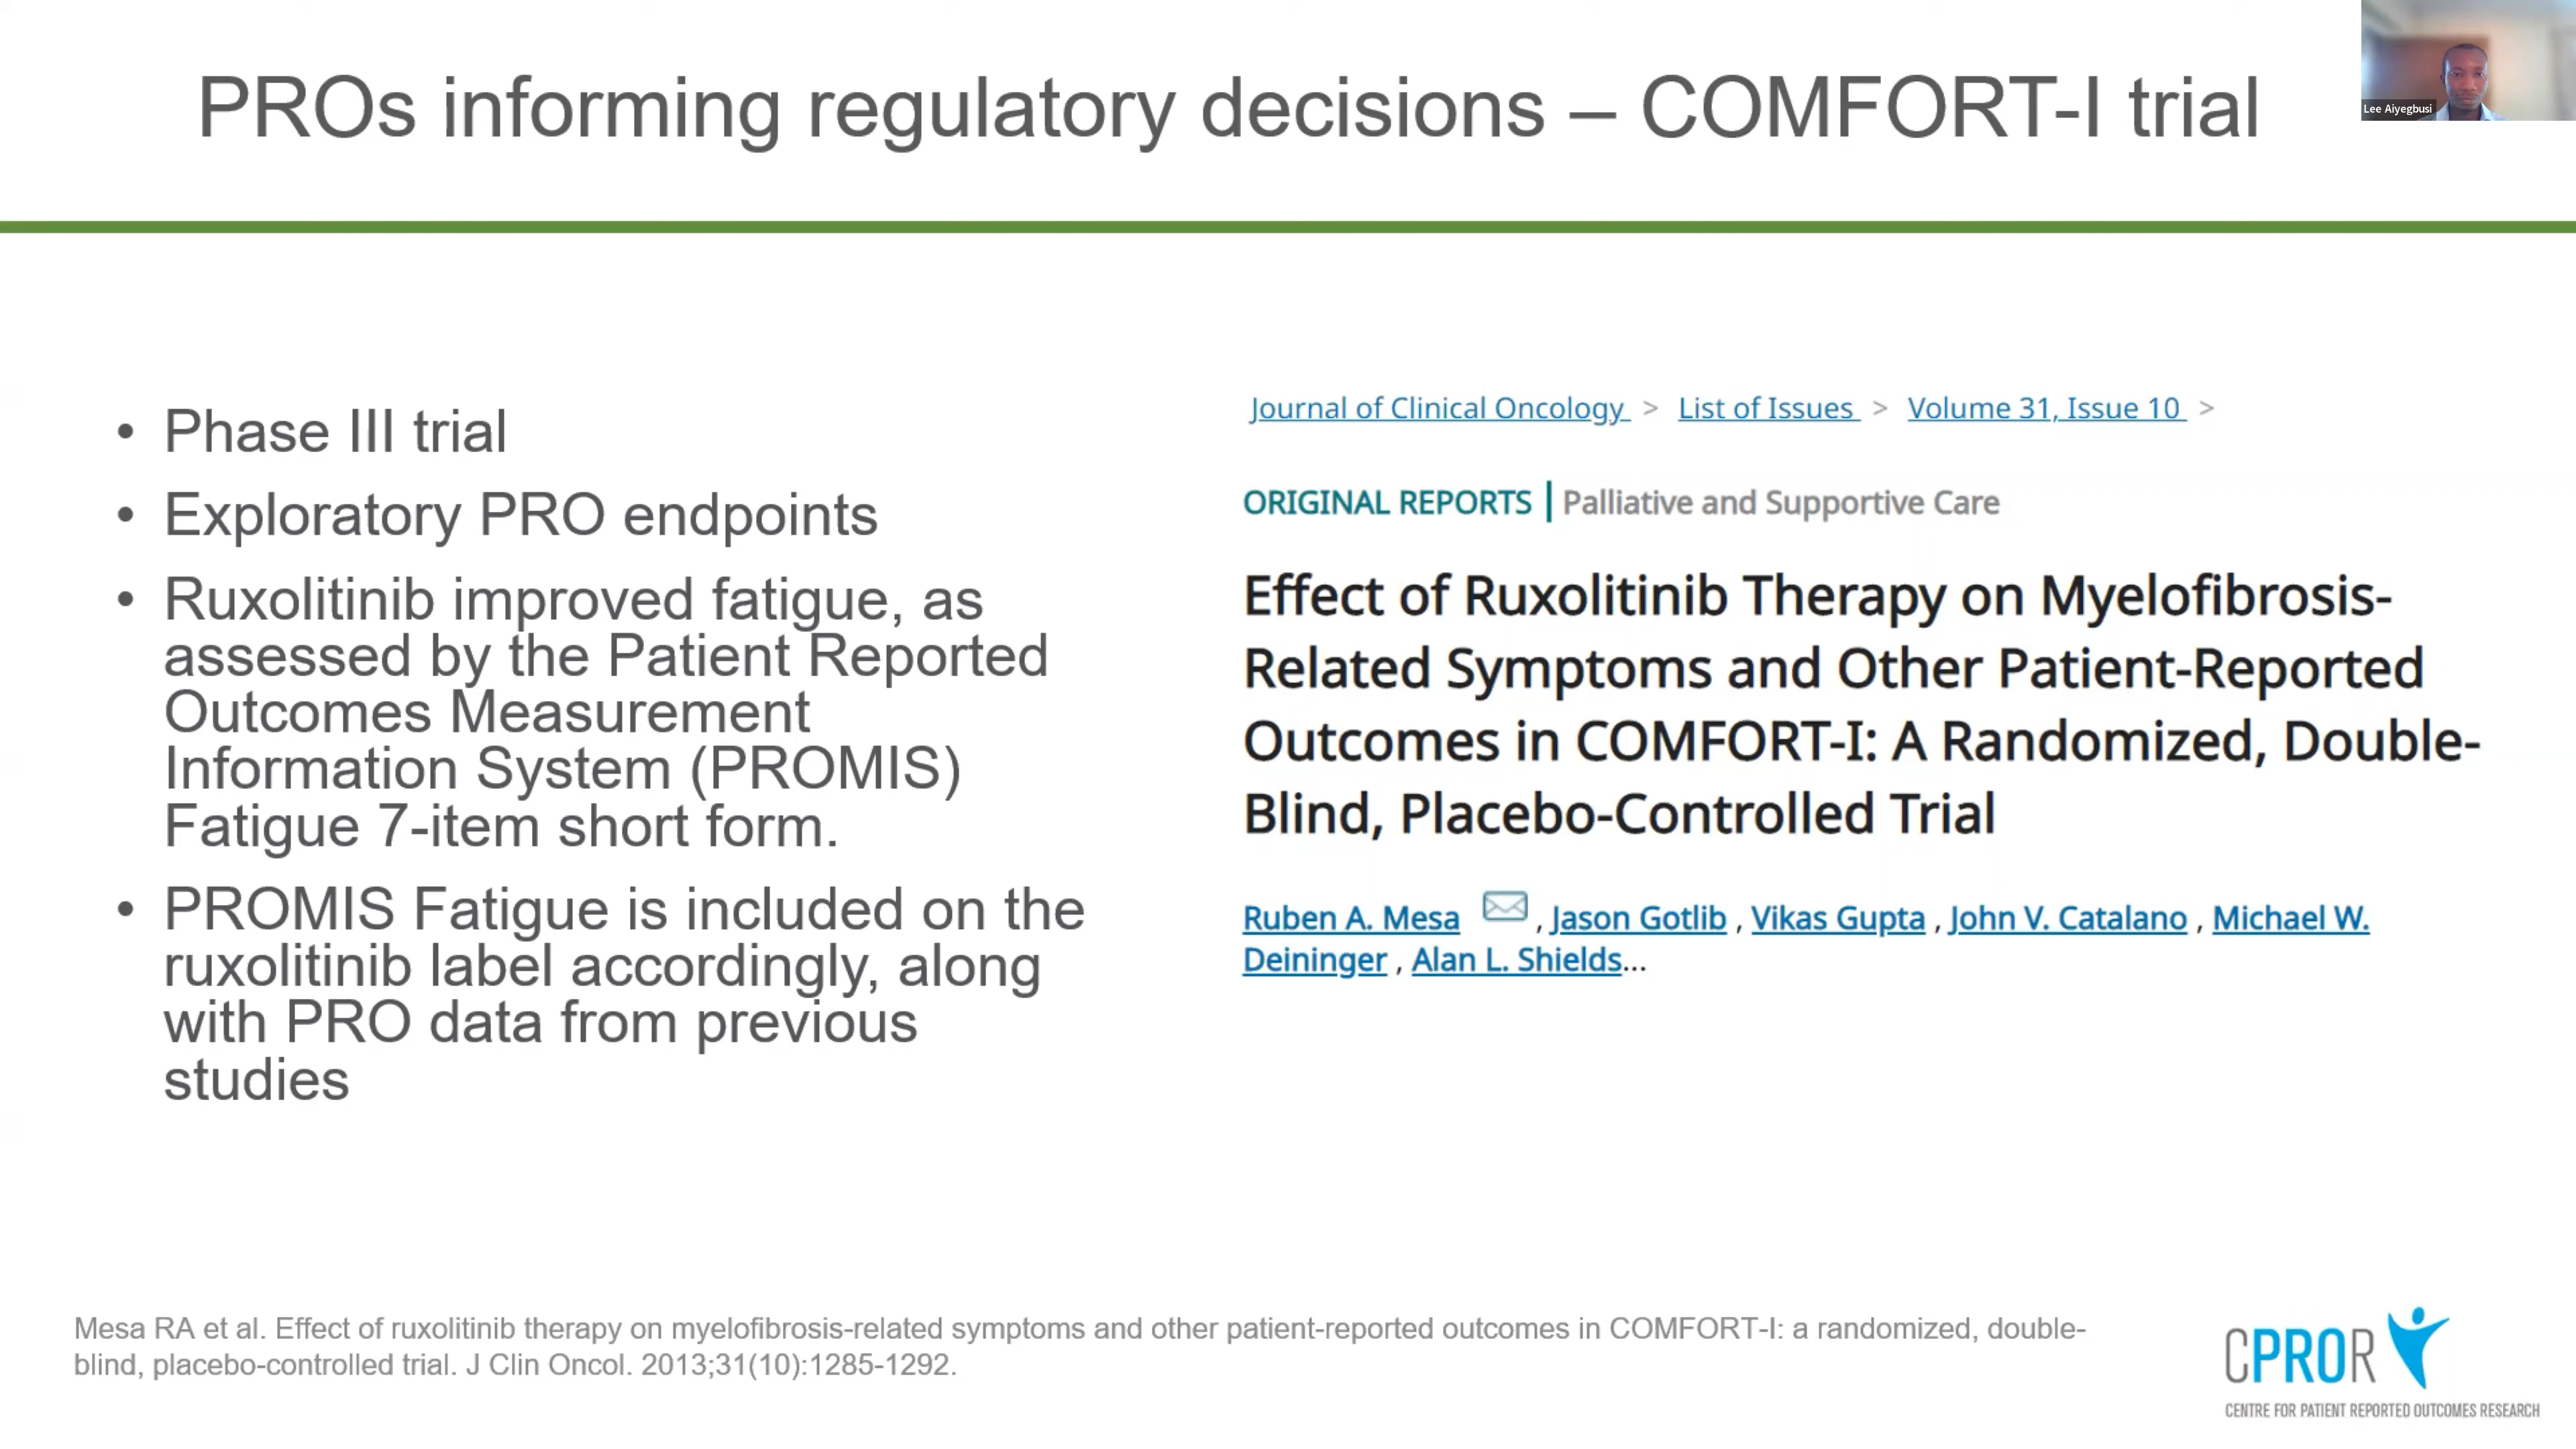 PROs informing regulatory decisions – COMFORT-I trial
Lee Aiyegbusi
• Phase III trial
• Exploratory PRO endpoints
• Ruxolitinib improved fatigue, as
assessed by the Patient Reported
Outcomes Measurement
Information System (PROMIS)
Fatigue 7-item short form.
• PROMIS Fatigue is included on the
ruxolitinib label accordingly, along
with PRO data from previous
studies
Journal of Clinical Oncology > List of Issues > Volume 31, Issue 10 >
ORIGINAL REPORTS | Palliative and Supportive Care
Effect of Ruxolitinib Therapy on Myelofibrosis-
Related Symptoms and Other Patient-Reported
Outcomes in COMFORT-I: A Randomized, Double-
Blind, Placebo-Controlled Trial
Ruben A. Mesa , Jason Gotlib , Vikas Gupta , John V. Catalano , Michael W.
Deininger , Alan L. Shields...
Mesa RA et al. Effect of ruxolitinib therapy on myelofibrosis-related symptoms and other patient-reported outcomes in COMFORT-I: a randomized, double-
blind, placebo-controlled trial. J Clin Oncol. 2013;31(10):1285-1292.
CPROR
CENTRE FOR PATIENT REPORTED OUTCOMES RESEARCH